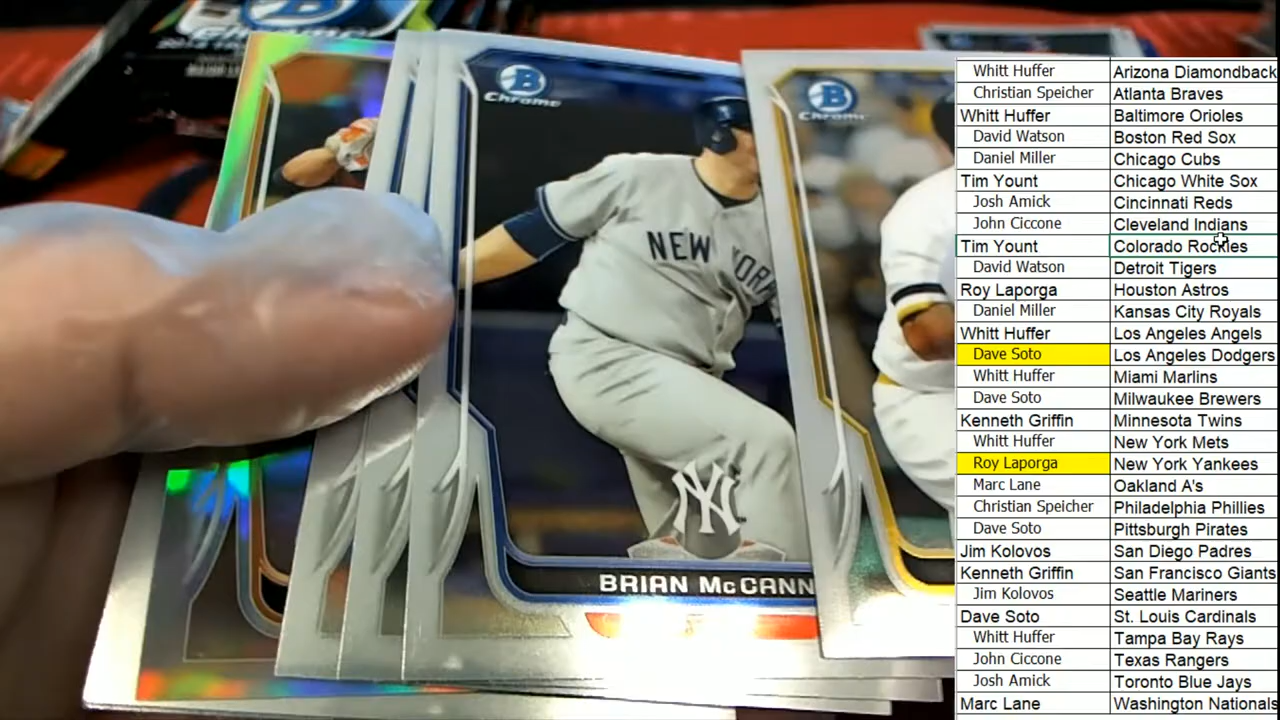 B
Chrome
B
Chrome
NEW YORK
NY
BRIAN McCANN
Whitt Huffer Arizona Diamondback
Christian Speicher Atlanta Braves
Whitt Huffer Baltimore Orioles
David Watson Boston Red Sox
Daniel Miller Chicago Cubs
Tim Yount Chicago White Sox
Josh Amick Cincinnati Reds
John Ciccone Cleveland Indians
Tim Yount Colorado Rockies
David Watson Detroit Tigers
Roy Laporga Houston Astros
Daniel Miller Kansas City Royals
Whitt Huffer Los Angeles Angels
Dave Soto Los Angeles Dodgers
Whitt Huffer Miami Marlins
Dave Soto Milwaukee Brewers
Kenneth Griffin Minnesota Twins
Whitt Huffer New York Mets
Roy Laporga New York Yankees
Marc Lane Oakland A's
Christian Speicher Philadelphia Phillies
Dave Soto Pittsburgh Pirates
Jim Kolovos San Diego Padres
Kenneth Griffin San Francisco Giants
Jim Kolovos Seattle Mariners
Dave Soto St. Louis Cardinals
Whitt Huffer Tampa Bay Rays
John Ciccone Texas Rangers
Josh Amick Toronto Blue Jays
Marc Lane Washington Nationals